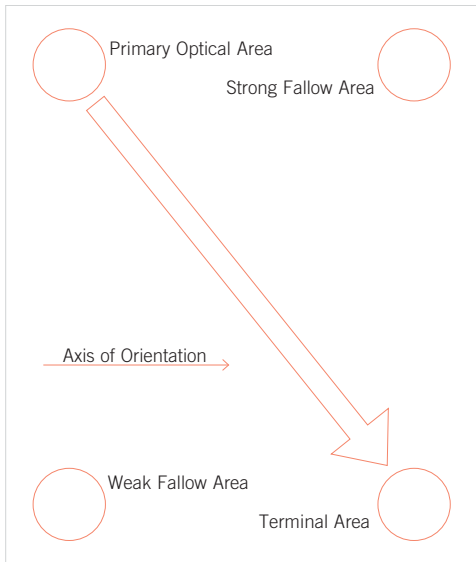 Primary Optical Area
Strong Fallow Area
Axis of Orientation
Weak Fallow Area
Terminal Area